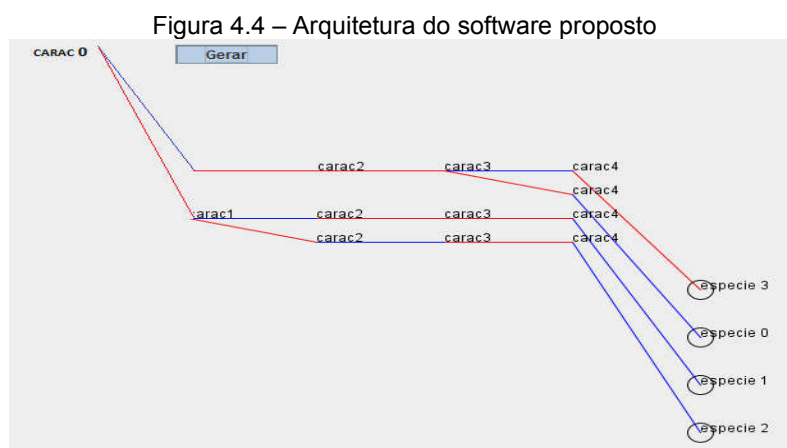 Figura 4.4 – Arquitetura do software proposto
CARAC 0 Gerar
carac2 carac3 carac4
carac4
arac1 carac2 carac3 carac4
carac2 carac3 carac4
especie 3
especie 0
especie 1
especie 2